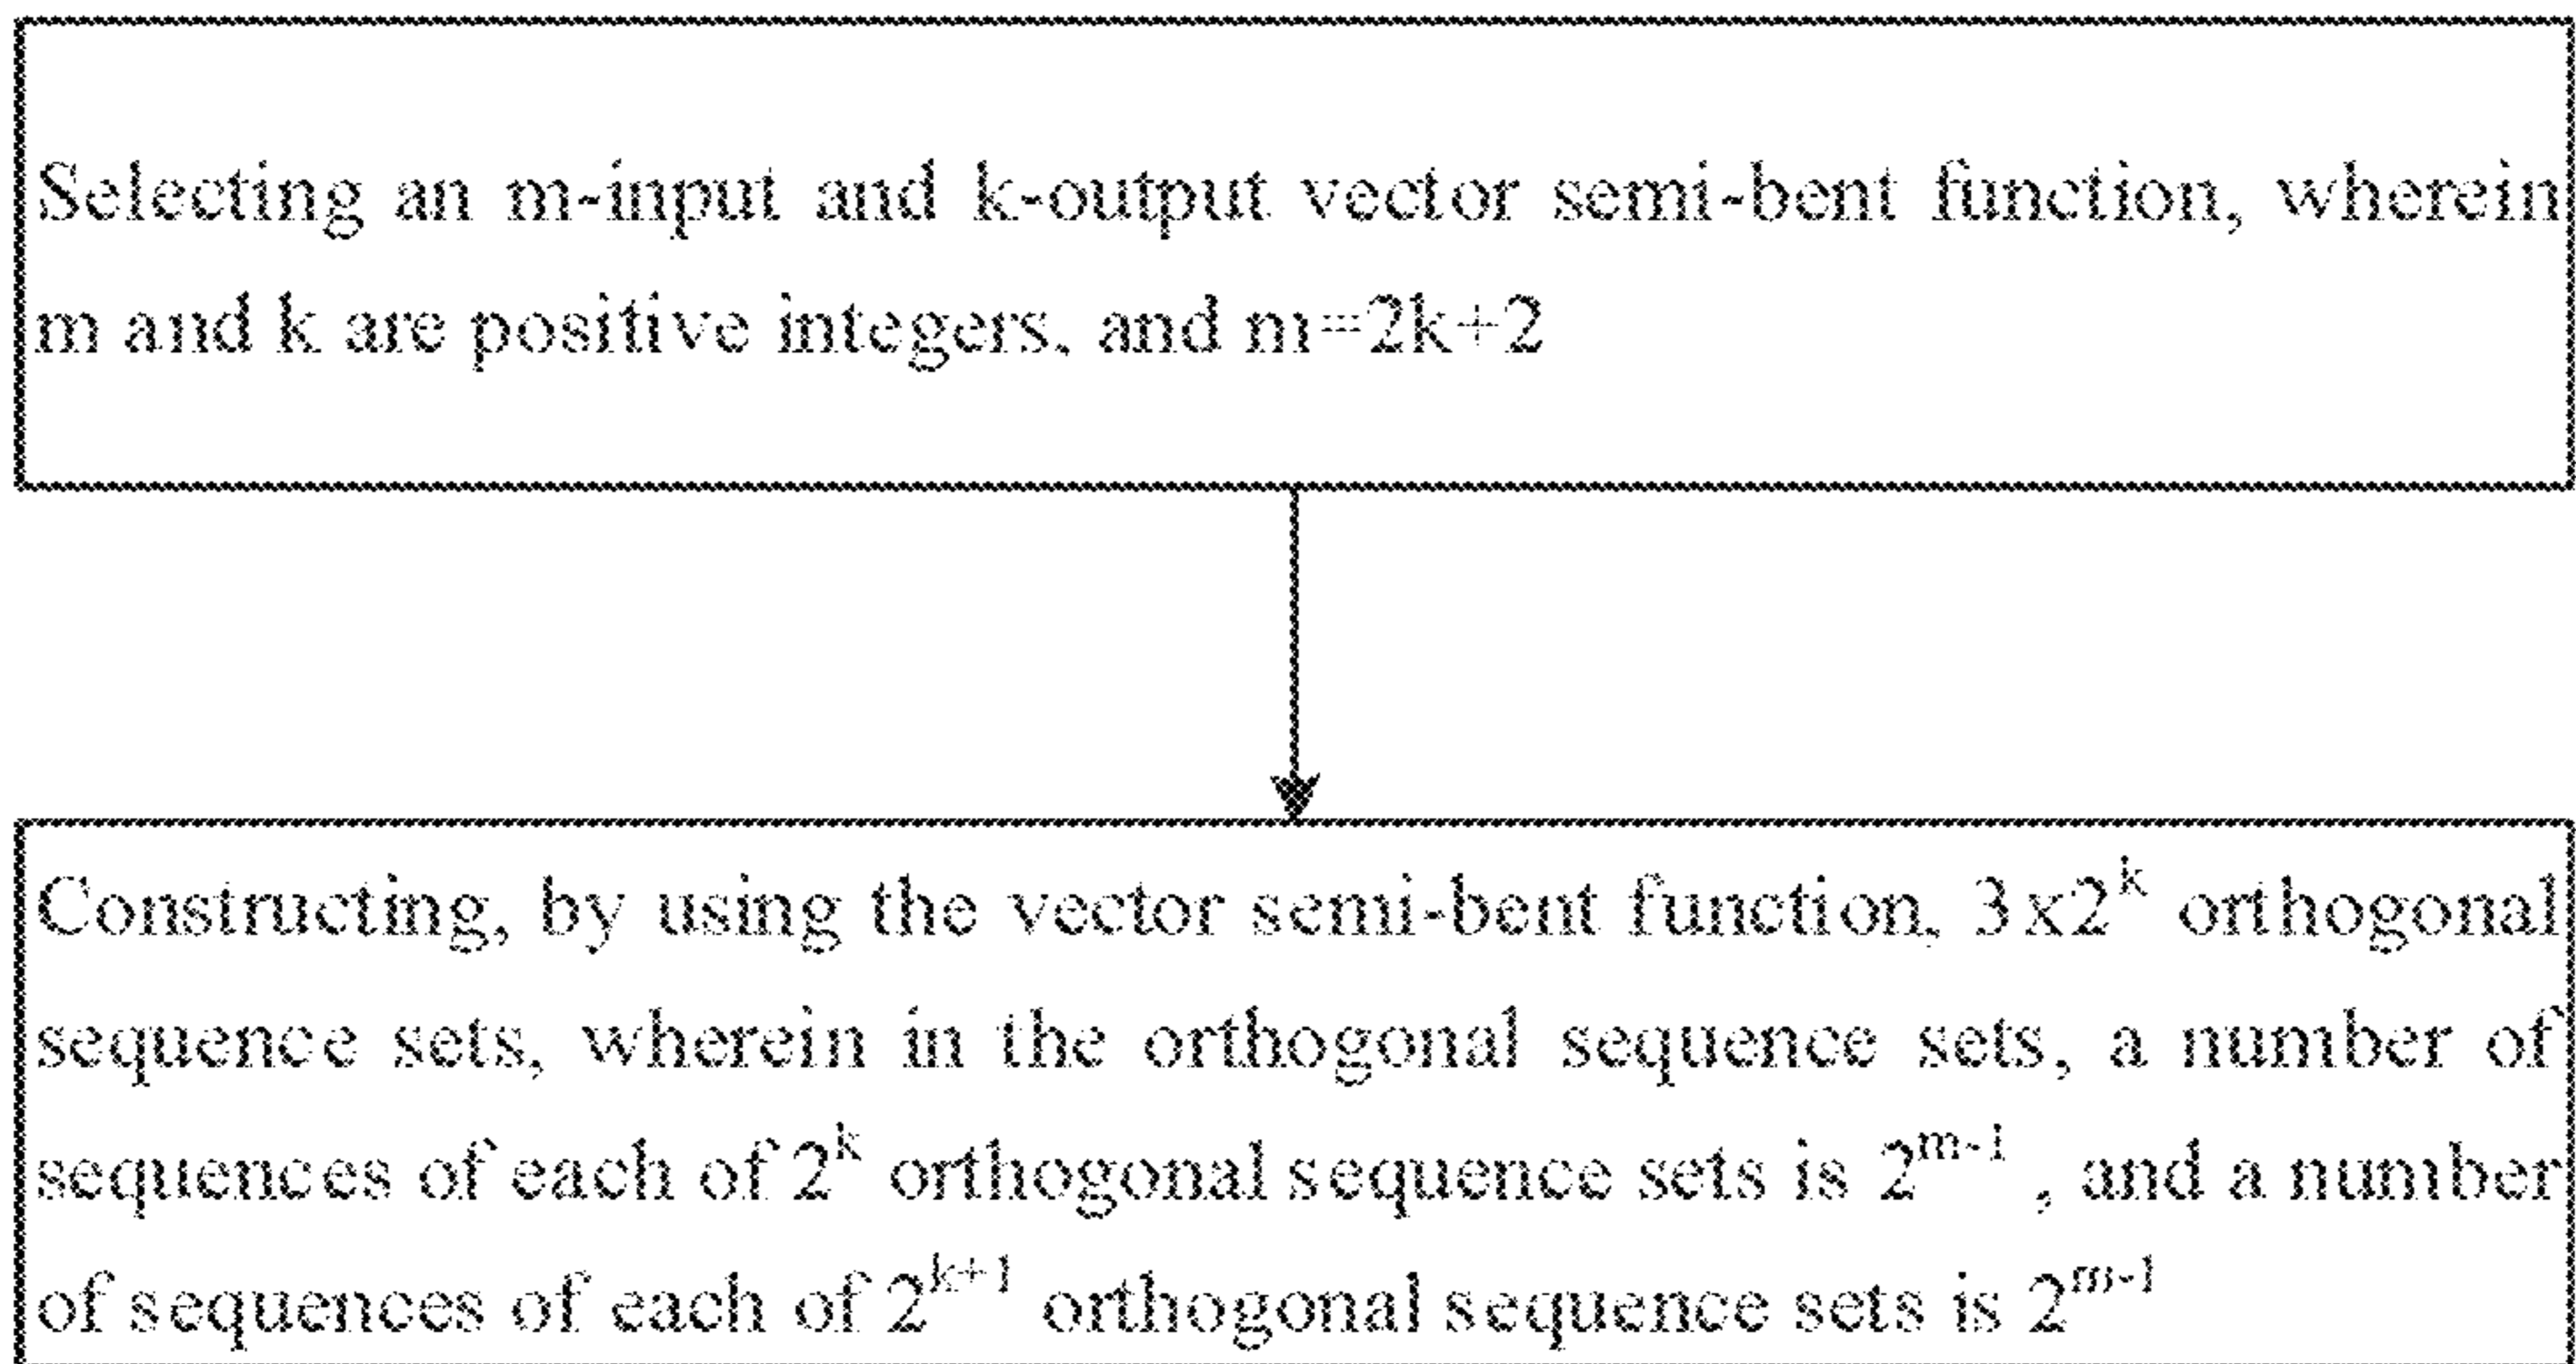 Selecting an m-input and k-output vector semi-bent function, wherein
m and k are positive integers, and m=2k+2
Constructing, by using the vector semi-bent function, 3x2^k orthogonal
sequence sets, wherein in the orthogonal sequence sets, a number of
sequences of each of 2^k orthogonal sequence sets is 2^m-1 , and a number
of sequences of each of 2^k+1 orthogonal sequence sets is 2^m-1